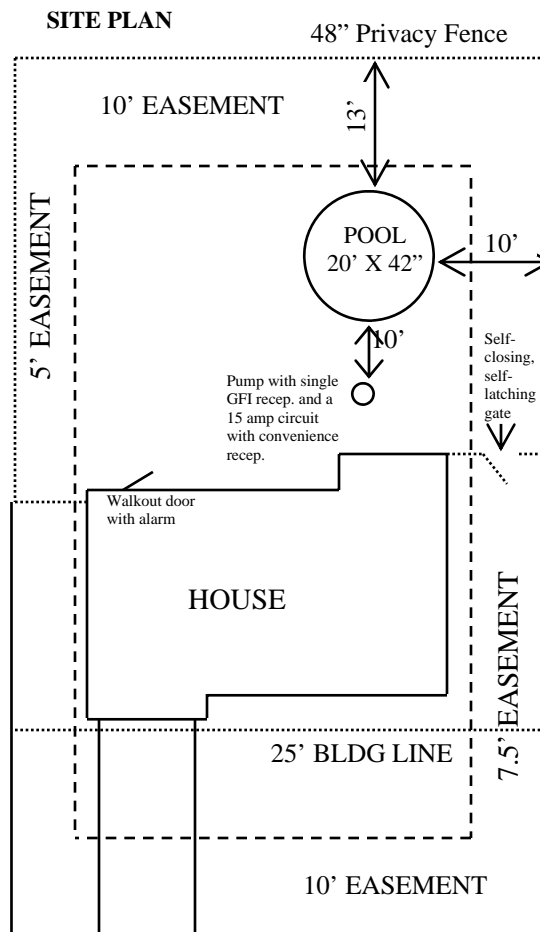 SITE PLAN
48” Privacy Fence
10’ EASEMENT
13’
5’ EASEMENT
POOL
20’ X 42”
10’
10’
Self-
closing,
self-
latching
gate
Pump with single
GFI recep. and a
15 amp circuit
with convenience
recep.
Walkout door
with alarm
HOUSE
7.5’ EASEMENT
25’ BLDG LINE
10’ EASEMENT